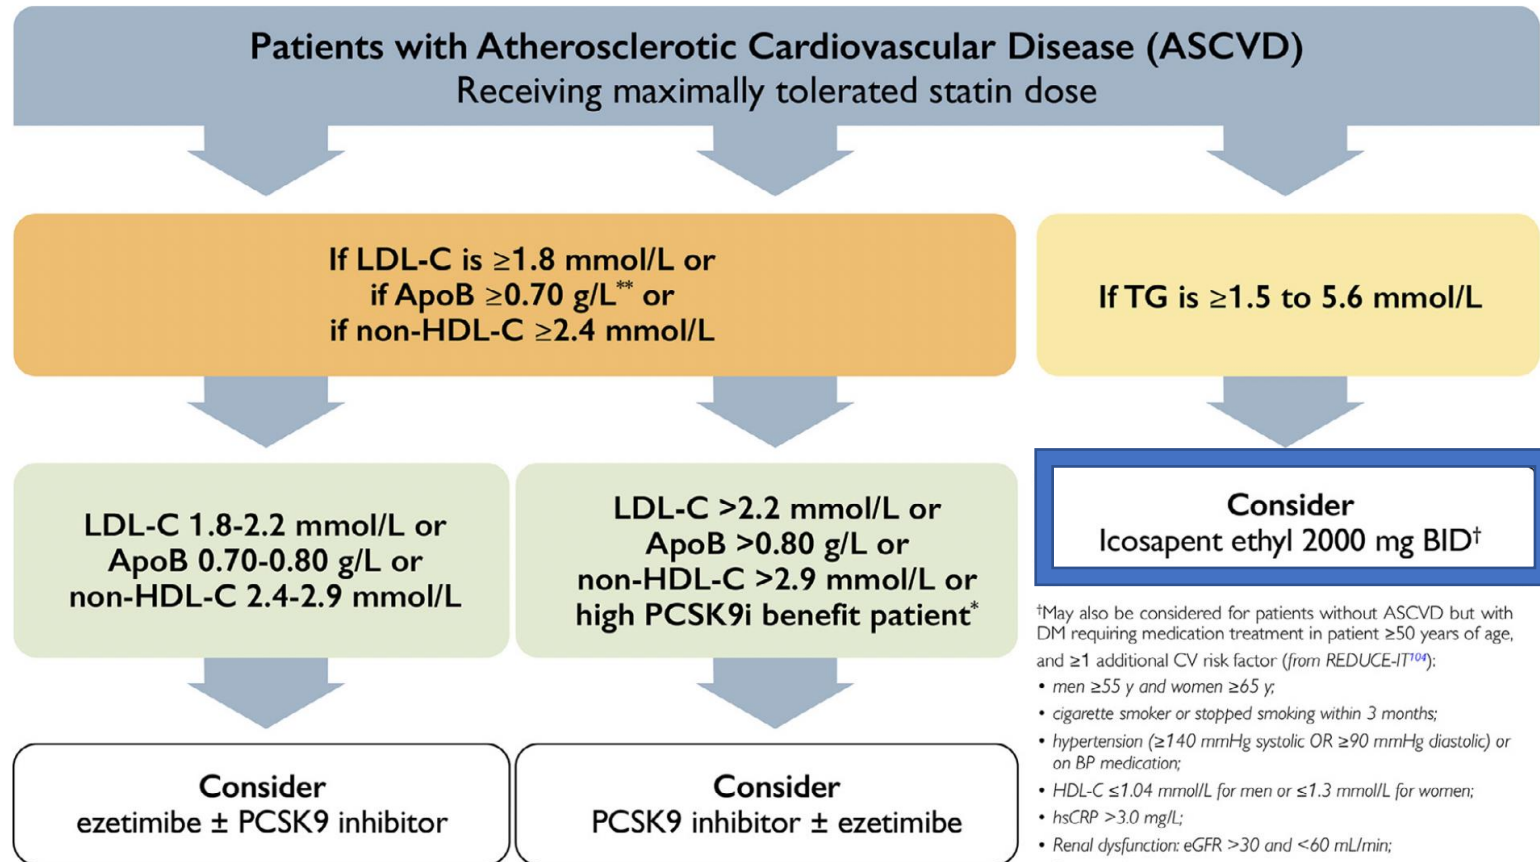 Patients with Atherosclerotic Cardiovascular Disease (ASCVD)
Receiving maximally tolerated statin dose
If LDL-C is ≥1.8 mmol/L or
if ApoB ≥0.70 g/L** or
if non-HDL-C ≥2.4 mmol/L
If TG is ≥1.5 to 5.6 mmol/L
LDL-C 1.8-2.2 mmol/L or
ApoB 0.70-0.80 g/L or
non-HDL-C 2.4-2.9 mmol/L
LDL-C >2.2 mmol/L or
ApoB >0.80 g/L or
non-HDL-C >2.9 mmol/L or
high PCSK9i benefit patient*
Consider
Icosapent ethyl 2000 mg BID†
†May also be considered for patients without ASCVD but with
DM requiring medication treatment in patient ≥50 years of age,
and ≥1 additional CV risk factor (from REDUCE-IT104):
• men ≥55 y and women ≥65 y;
• cigarette smoker or stopped smoking within 3 months;
• hypertension (≥140 mmHg systolic OR ≥90 mmHg diastolic) or
on BP medication;
• HDL-C ≤1.04 mmol/L for men or ≤1.3 mmol/L for women;
• hsCRP >3.0 mg/L;
• Renal dysfunction: eGFR >30 and <60 mL/min;
Consider
ezetimibe ± PCSK9 inhibitor
Consider
PCSK9 inhibitor ± ezetimibe